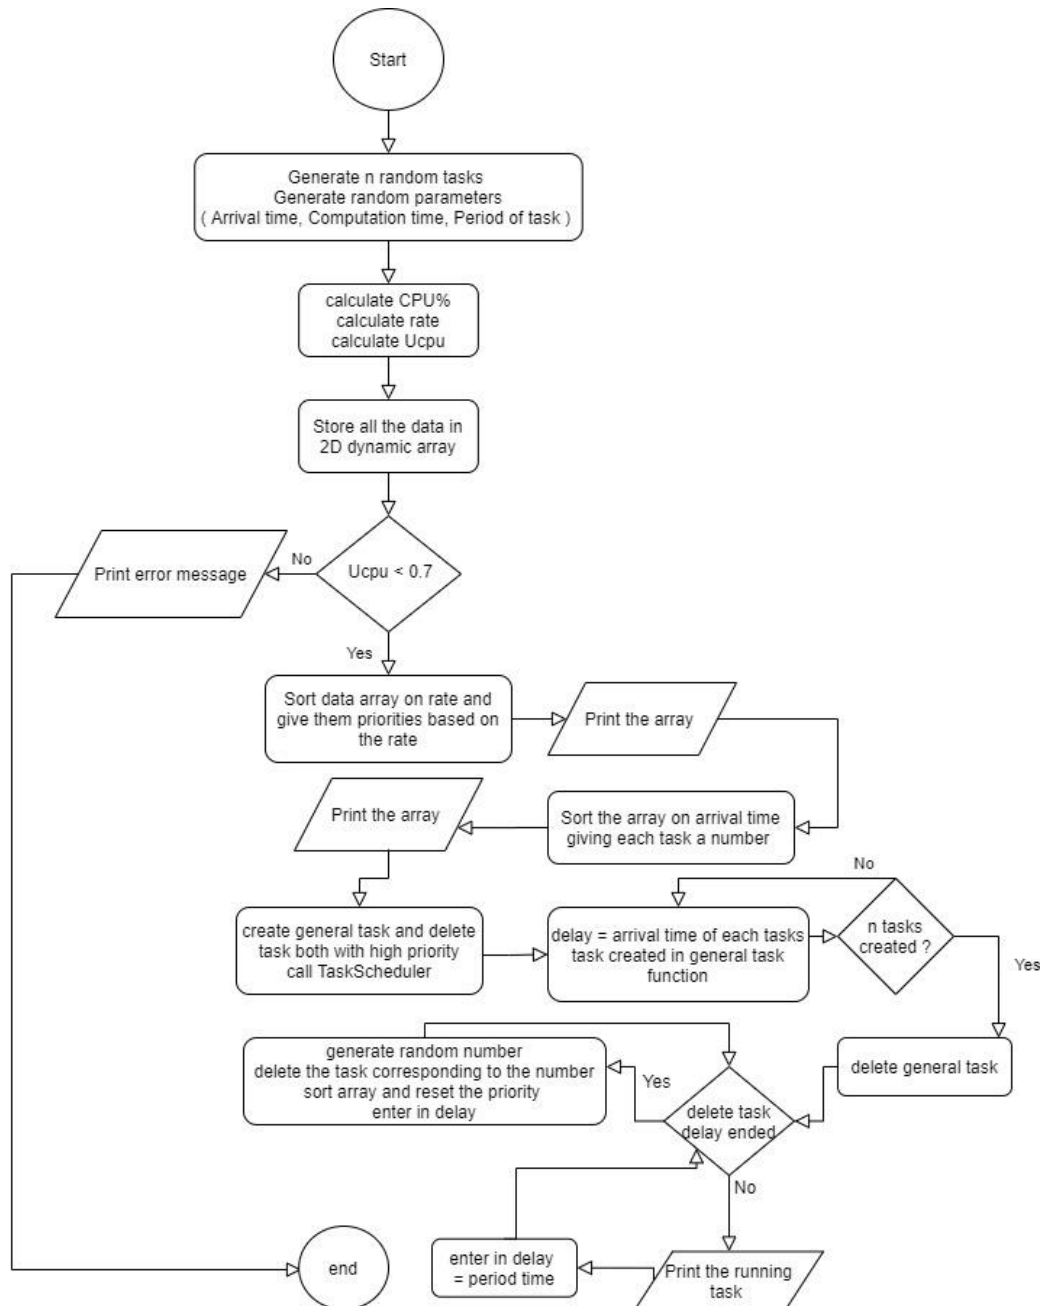 Start
Generate n random tasks
Generate random parameters
( Arrival time, Computation time, Period of task )
calculate CPU%
calculate rate
calculate Ucpu
Store all the data in
2D dynamic array
Ucpu < 0.7
No
Print error message
Yes
Sort data array on rate and
give them priorities based on
the rate
Print the array
Sort the array on arrival time
giving each task a number
Print the array
create general task and delete
task both with high priority
call TaskScheduler
delay = arrival time of each tasks
task created in general task
function
No
n tasks
created ?
Yes
delete general task
delete task
delay ended
Yes
generate random number
delete the task corresponding to the number
sort array and reset the priority
enter in delay
No
Print the running
task
enter in delay
= period time
end